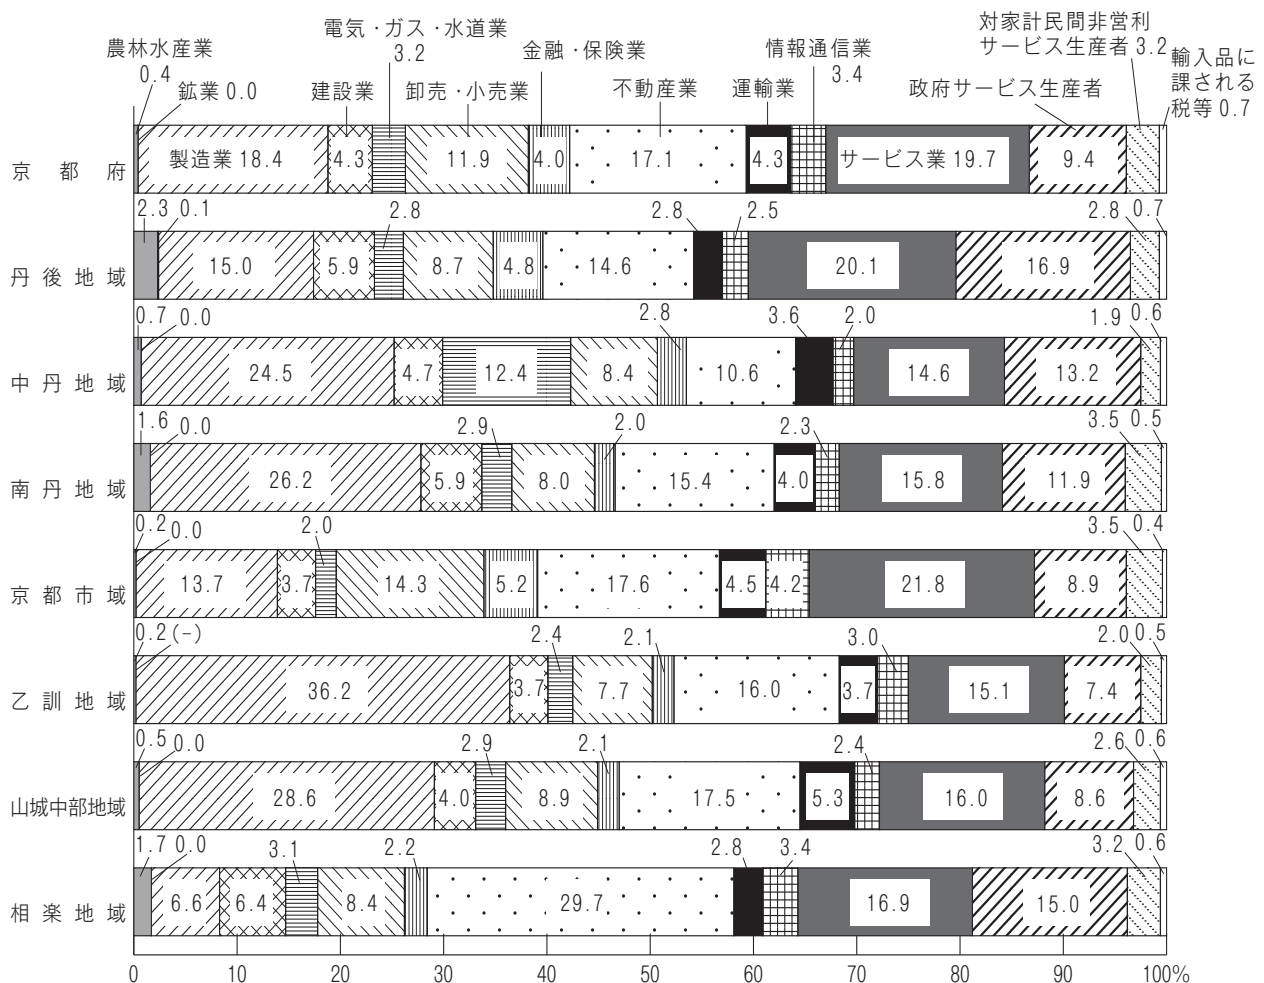 農林水産業
0.4
鉱業 0.0
建設業
電気・ガス・水道業
3.2
卸売・小売業
金融・保険業
不動産業
運輸業
情報通信業
3.4
政府サービス生産者
対家計民間非営利
サービス生産者 3.2
輸入品に
課される
税等 0.7
京都府 製造業 18.4 4.3 11.9 4.0 17.1 4.3 サービス業 19.7 9.4
2.3 0.1 2.8 2.8 2.5 2.8 0.7
丹後地域 15.0 5.9 8.7 4.8 14.6 20.1 16.9
0.7 0.0 2.8 3.6 2.0 1.9 0.6
中丹地域 24.5 4.7 12.4 8.4 10.6 14.6 13.2
1.6 0.0 2.9 2.0 2.3 3.5 0.5
南丹地域 26.2 5.9 8.0 15.4 4.0 15.8 11.9
0.2 0.0 2.0 3.5 0.4
京都市域 13.7 3.7 14.3 5.2 17.6 4.5 4.2 21.8 8.9
0.2 (-) 2.4 2.1 3.0 2.0 0.5
乙訓地域 36.2 3.7 7.7 16.0 3.7 15.1 7.4
0.5 0.0 2.9 2.1 2.4 2.6 0.6
山城中部地域 28.6 4.0 8.9 17.5 5.3 16.0 8.6
1.7 0.0 3.1 2.2 2.8 3.4 3.2 0.6
相楽地域 6.6 6.4 8.4 29.7 16.9 15.0
0 10 20 30 40 50 60 70 80 90 100%